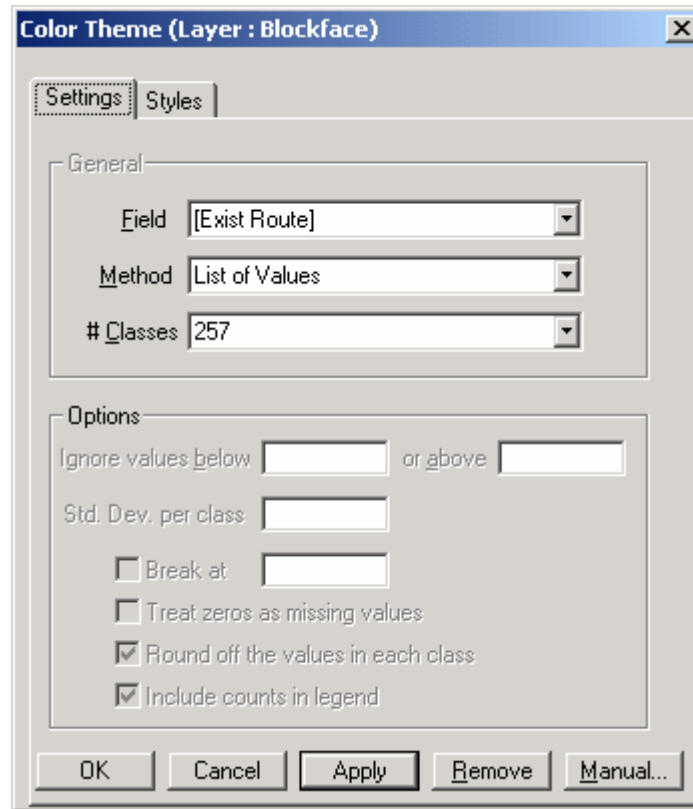 Color Theme (Layer : Blockface)
Settings Styles
General
Field [Exist Route]
Method List of Values
# Classes 257
Options
Ignore values below or above
Std. Dev. per class
Break at
Treat zeros as missing values
Round off the values in each class
Include counts in legend
OK Cancel Apply Remove Manual...